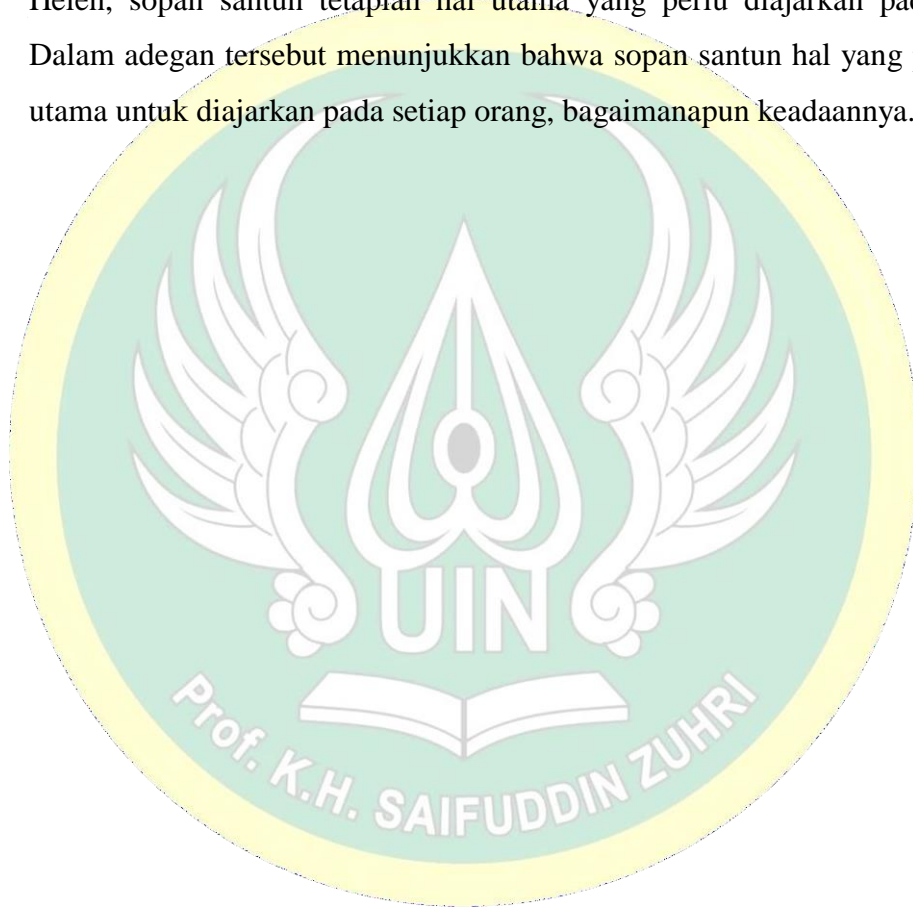 Helen, sopan santun tetaplah hal utama yang perlu diajarkan
Dalam adegan tersebut menunjukkan bahwa sopan santun hal yang
utama untuk diajarkan pada setiap orang, bagaimanapun keadaannya.
UIN
Prof. K.H. SAIFUDDIN ZUHRI